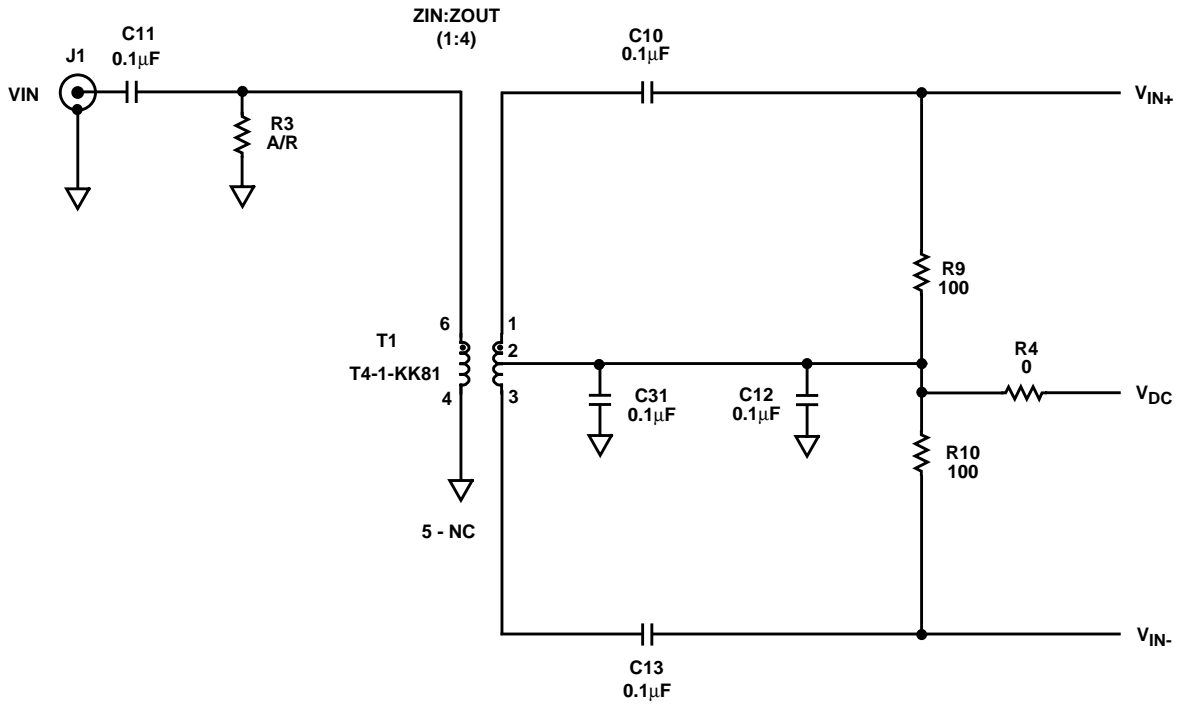 ZIN:ZOUT
(1:4)
C11
0.1µF
J1
VIN
R3
A/R
C10
0.1µF
VIN+
R9
100
6
1
2
T1
T4-1-KK81
4
3
C31
0.1µF
C12
0.1µF
R4
0
VDC
R10
100
5 - NC
C13
0.1µF
VIN-